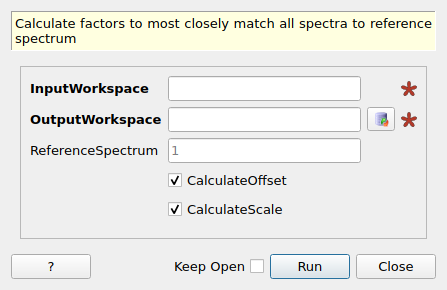 Calculate factors to most closely match all spectra to reference
spectrum
InputWorkspace
OutputWorkspace
ReferenceSpectrum 1
CalculateOffset
CalculateScale
? Keep Open Run Close